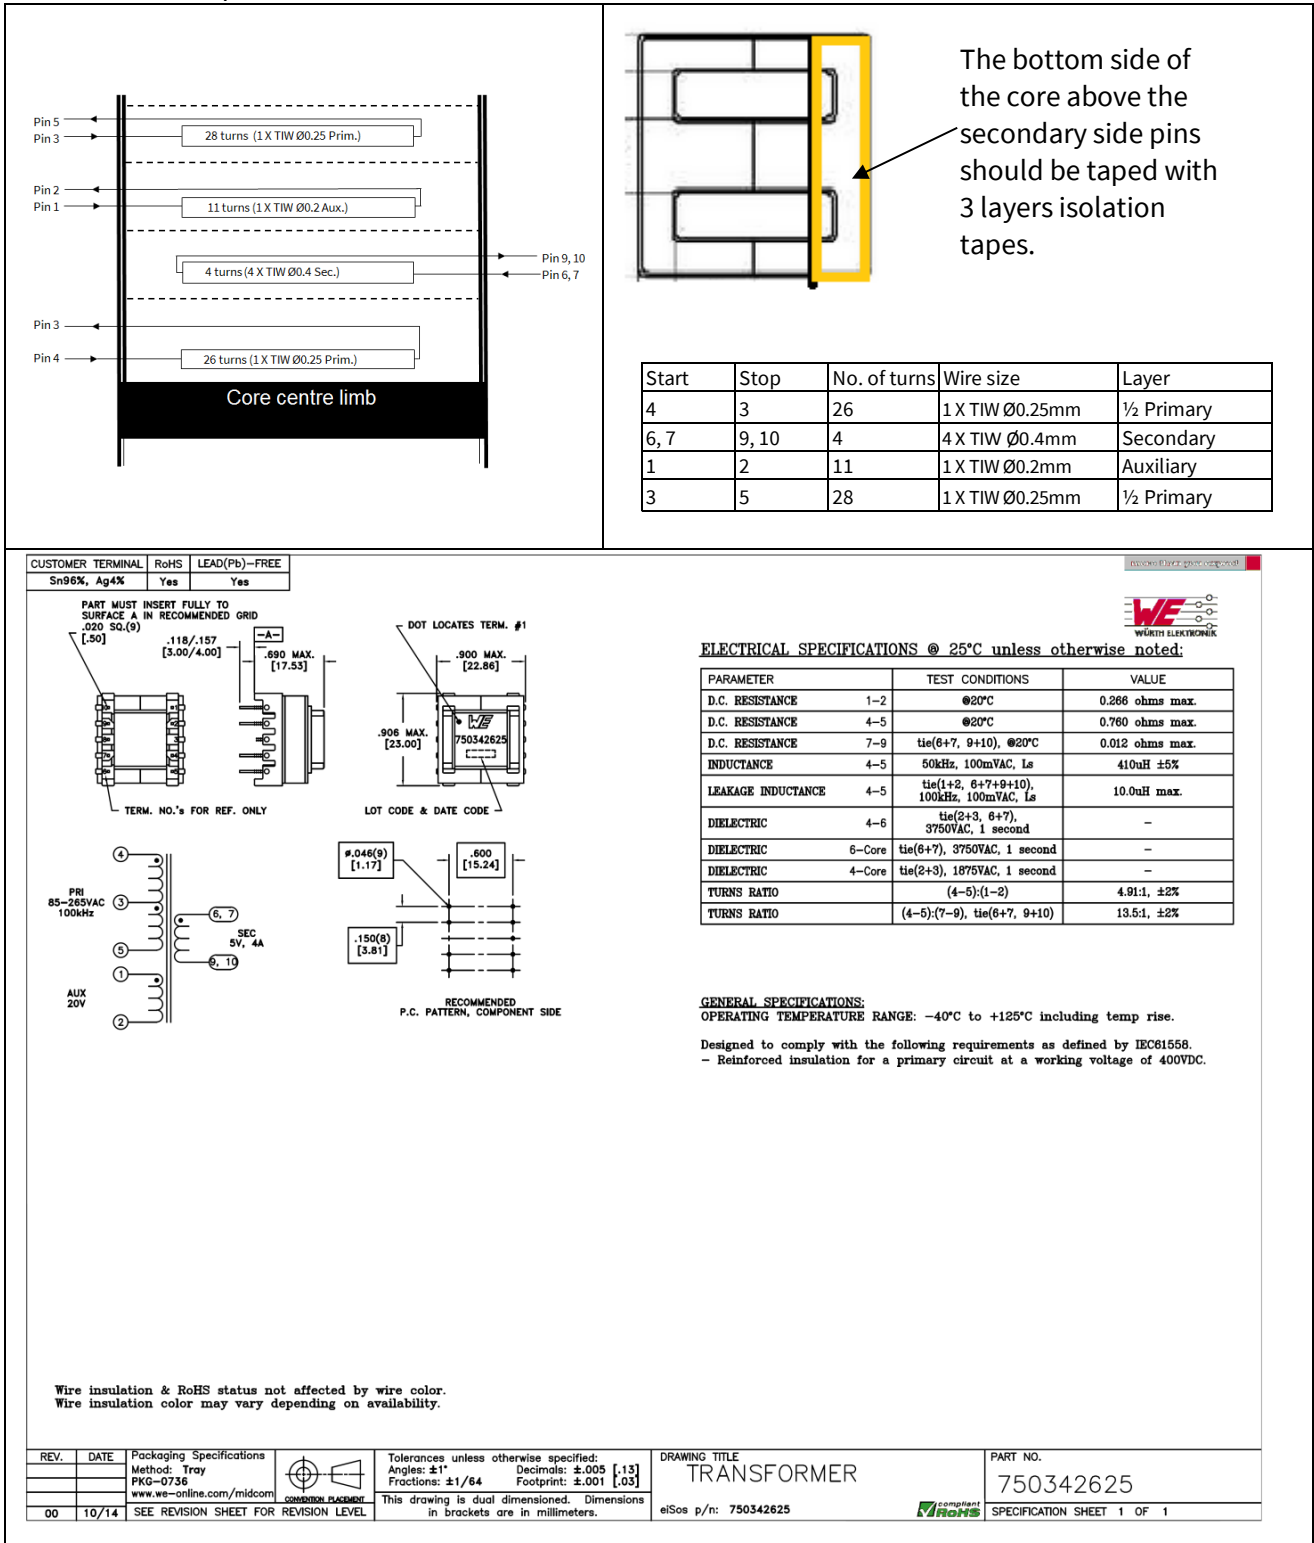 Pin 5
Pin 3
28 turns (1 X TIW Ø0.25 Prim.)
Pin 2
Pin 1
11 turns (1 X TIW Ø0.2 Aux.)
4 turns (4 X TIW Ø0.4 Sec.)
Pin 9, 10
Pin 6, 7
Pin 3
Pin 4
26 turns (1 X TIW Ø0.25 Prim.)
Core centre limb
The bottom side of
the core above the
secondary side pins
should be taped with
3 layers isolation
tapes.
Start Stop No. of turns Wire size Layer
4 3 26 1 X TIW Ø0.25mm ½ Primary
6, 7 9, 10 4 4 X TIW Ø0.4mm Secondary
1 2 11 1 X TIW Ø0.2mm Auxiliary
3 5 28 1 X TIW Ø0.25mm ½ Primary
CUSTOMER TERMINAL RoHS LEAD(Pb)-FREE
Sn96%, Ag4% Yes Yes
PART MUST INSERT FULLY TO
SURFACE A IN RECOMMENDED GRID
.020 SQ.(9)
[.50]
.118/.157
[3.00/4.00]
-A-
.690 MAX.
[17.53]
TERM. NO.'s FOR REF. ONLY
DOT LOCATES TERM. #1
.900 MAX.
[22.86]
.906 MAX.
[23.00]
WE
750342625
LOT CODE & DATE CODE
4
PRI
85-265VAC
100kHz
3
5
1
AUX
20V
2
6, 7
SEC
5V, 4A
9, 10
ø.046(9)
[1.17]
.600
[15.24]
.150(8)
[3.81]
RECOMMENDED
P.C. PATTERN, COMPONENT SIDE
WE
WÜRTH ELEKTRONIK
ELECTRICAL SPECIFICATIONS @ 25°C unless otherwise noted:
PARAMETER TEST CONDITIONS VALUE
D.C. RESISTANCE 1-2 @20°C 0.266 ohms max.
D.C. RESISTANCE 4-5 @20°C 0.760 ohms max.
D.C. RESISTANCE 7-9 tie(6+7, 9+10), @20°C 0.012 ohms max.
INDUCTANCE 4-5 50kHz, 100mVAC, Ls 410uH ±5%
LEAKAGE INDUCTANCE 4-5 tie(1+2, 6+7+9+10), 100kHz, 100mVAC, Ls 10.0uH max.
DIELECTRIC 4-6 tie(2+3, 6+7), 3750VAC, 1 second -
DIELECTRIC 6-Core tie(6+7), 3750VAC, 1 second -
DIELECTRIC 4-Core tie(2+3), 1875VAC, 1 second -
TURNS RATIO (4-5):(1-2) 4.91:1, ±2%
TURNS RATIO (4-5):(7-9), tie(6+7, 9+10) 13.5:1, ±2%
GENERAL SPECIFICATIONS:
OPERATING TEMPERATURE RANGE: -40°C to +125°C including temp rise.
Designed to comply with the following requirements as defined by IEC61558.
- Reinforced insulation for a primary circuit at a working voltage of 400VDC.
Wire insulation & RoHS status not affected by wire color.
Wire insulation color may vary depending on availability.
REV. DATE
00 10/14
Packaging Specifications
Method: Tray
PKG-0736
www.we-online.com/midcom
CONVENTION PLACEMENT
SEE REVISION SHEET FOR REVISION LEVEL
Tolerances unless otherwise specified:
Angles: ±1° Decimals: ±.005 [.13]
Fractions: ±1/64 Footprint: ±.001 [.03]
This drawing is dual dimensioned. Dimensions
in brackets are in millimeters.
DRAWING TITLE
TRANSFORMER
eiSos p/n: 750342625
compliant
RoHS
PART NO.
750342625
SPECIFICATION SHEET 1 OF 1